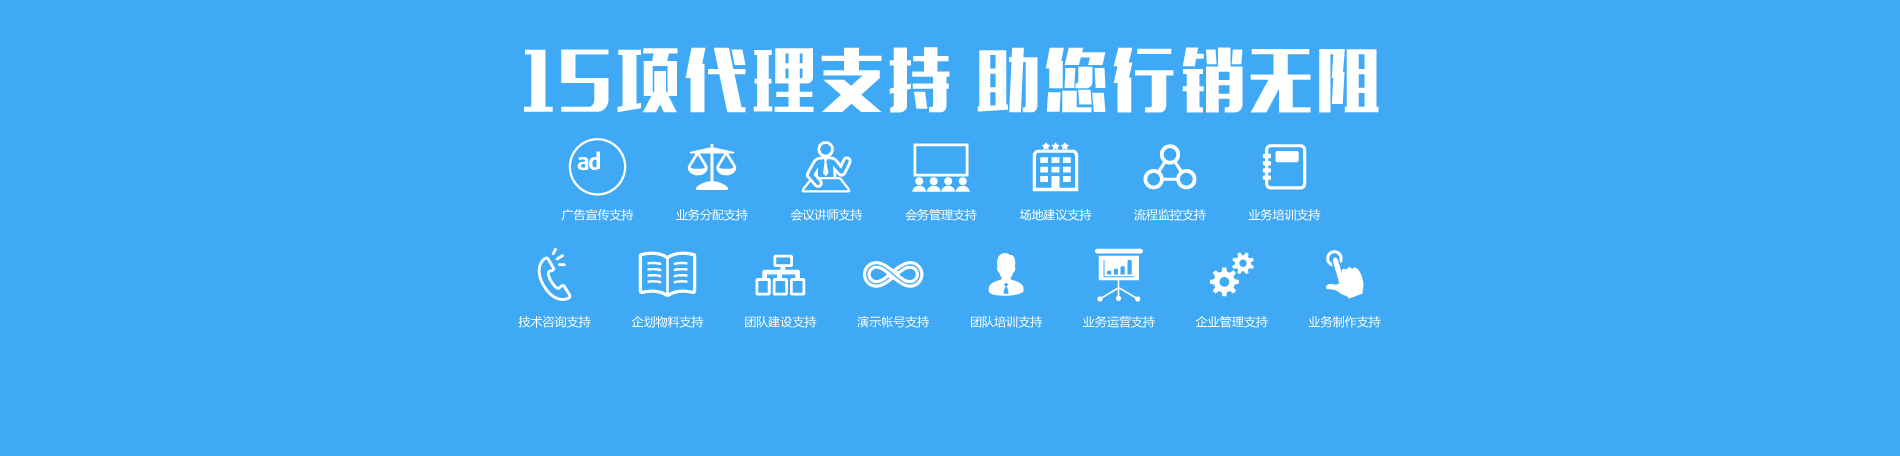 15项代理支持 助您行销无阻
ad
广告宣传支持 业务分配支持 会议讲师支持 会务管理支持 场地建议支持 流程监控支持 业务培训支持
技术咨询支持 企划物料支持 团队建设支持 演示帐号支持 团队培训支持 业务运营支持 企业管理支持 业务制作支持